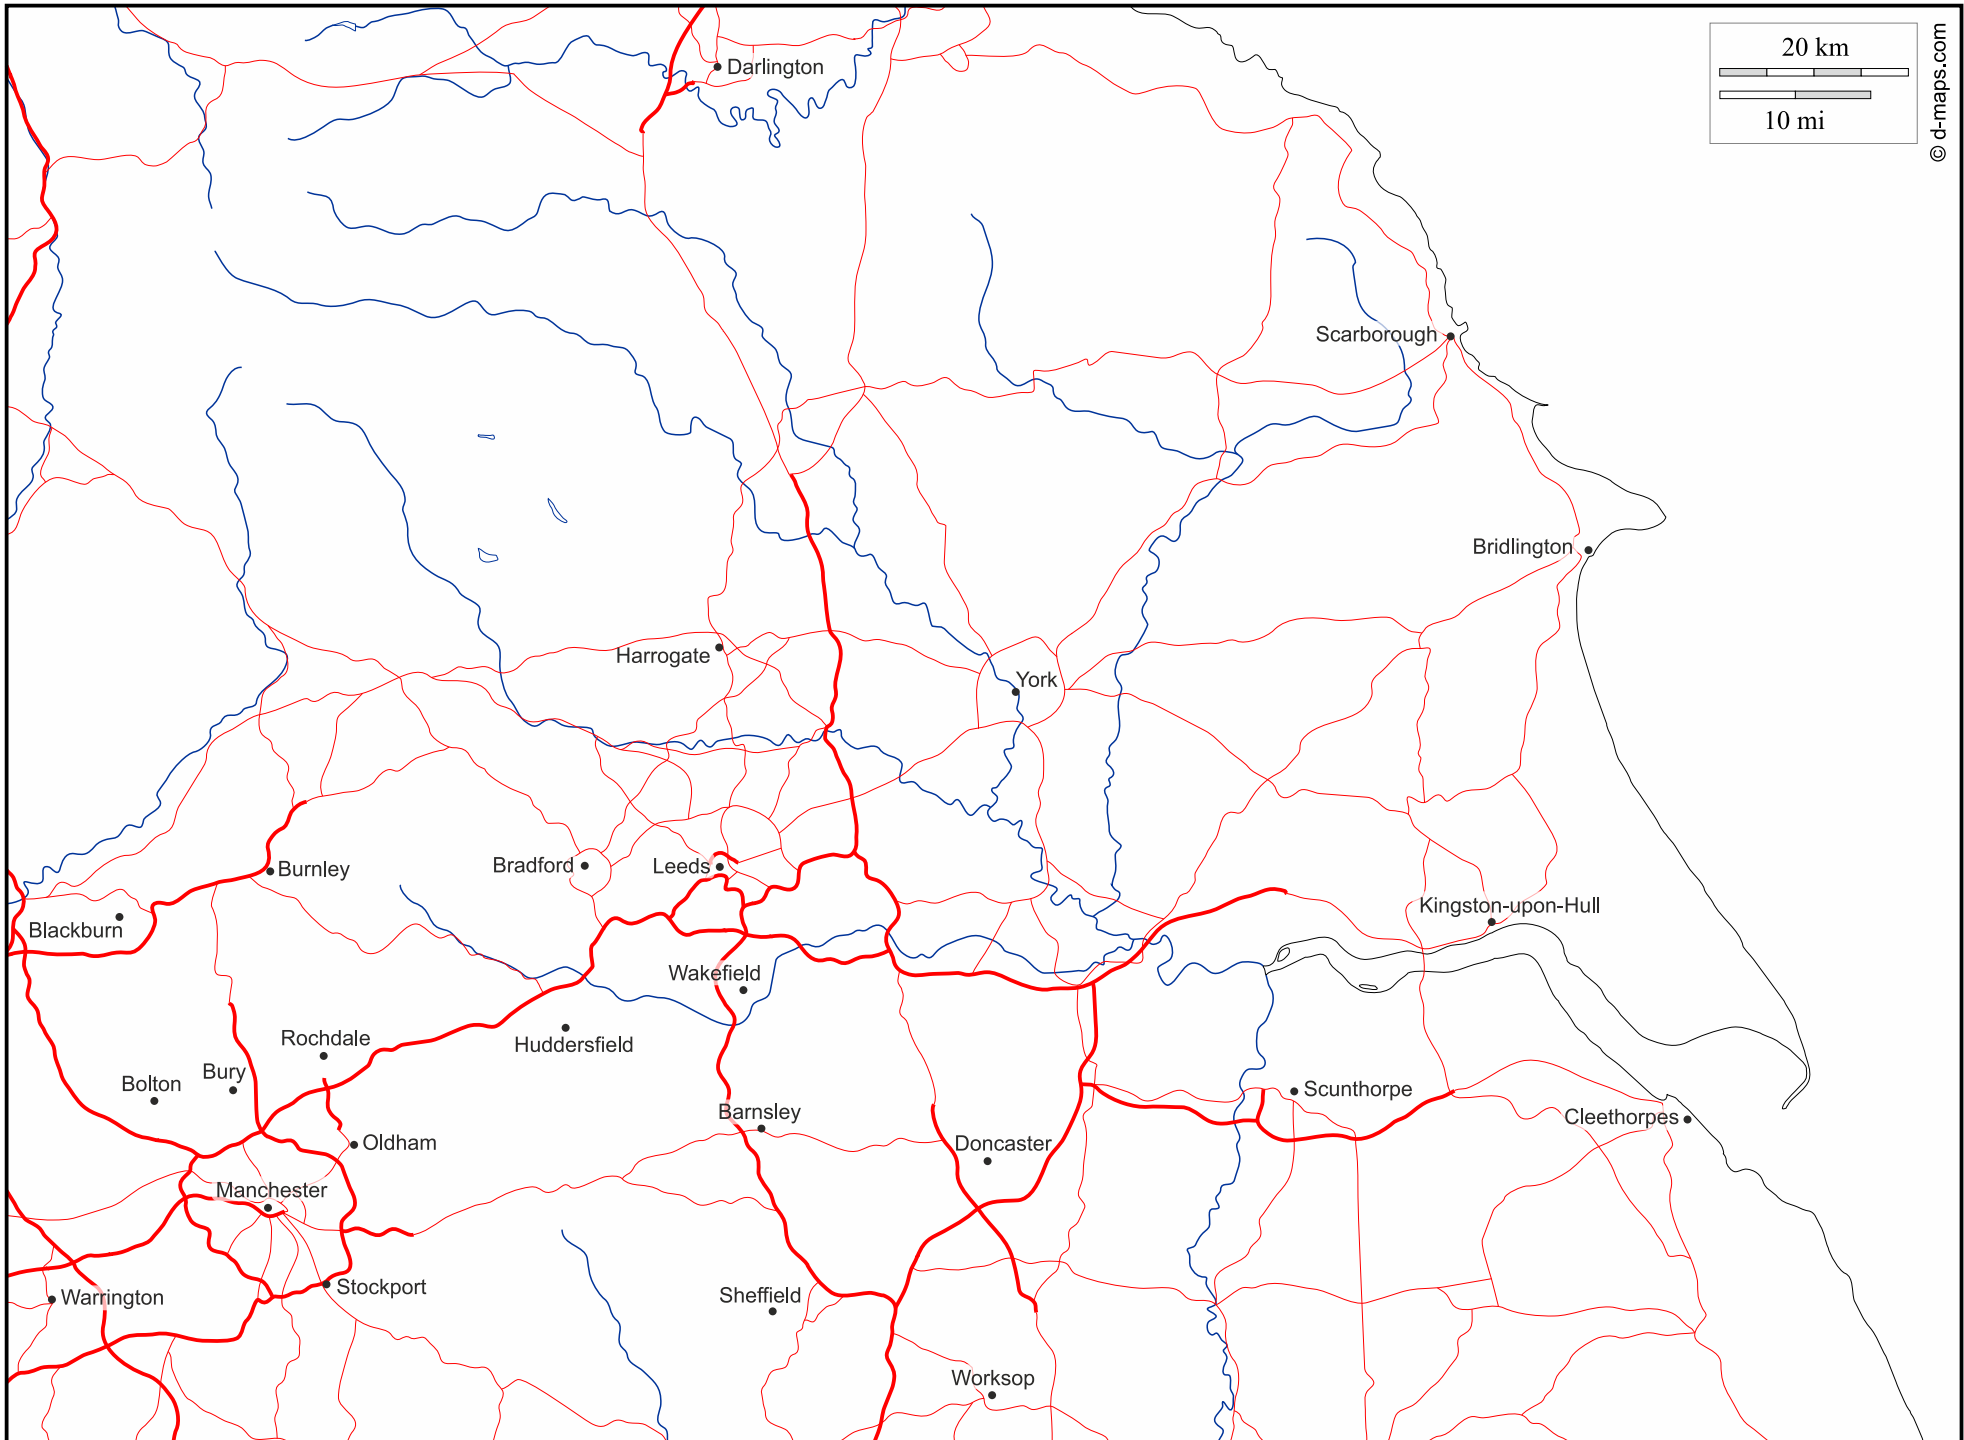 20 km
10 mi
© d-maps.com
Darlington
Scarborough
Bridlington
Harrogate
York
Burnley
Bradford
Leeds
Blackburn
Kingston-upon-Hull
Wakefield
Rochdale
Huddersfield
Bury
Bolton
Scunthorpe
Barnsley
Cleethorpes
Oldham
Doncaster
Manchester
Stockport
Warrington
Sheffield
Worksop